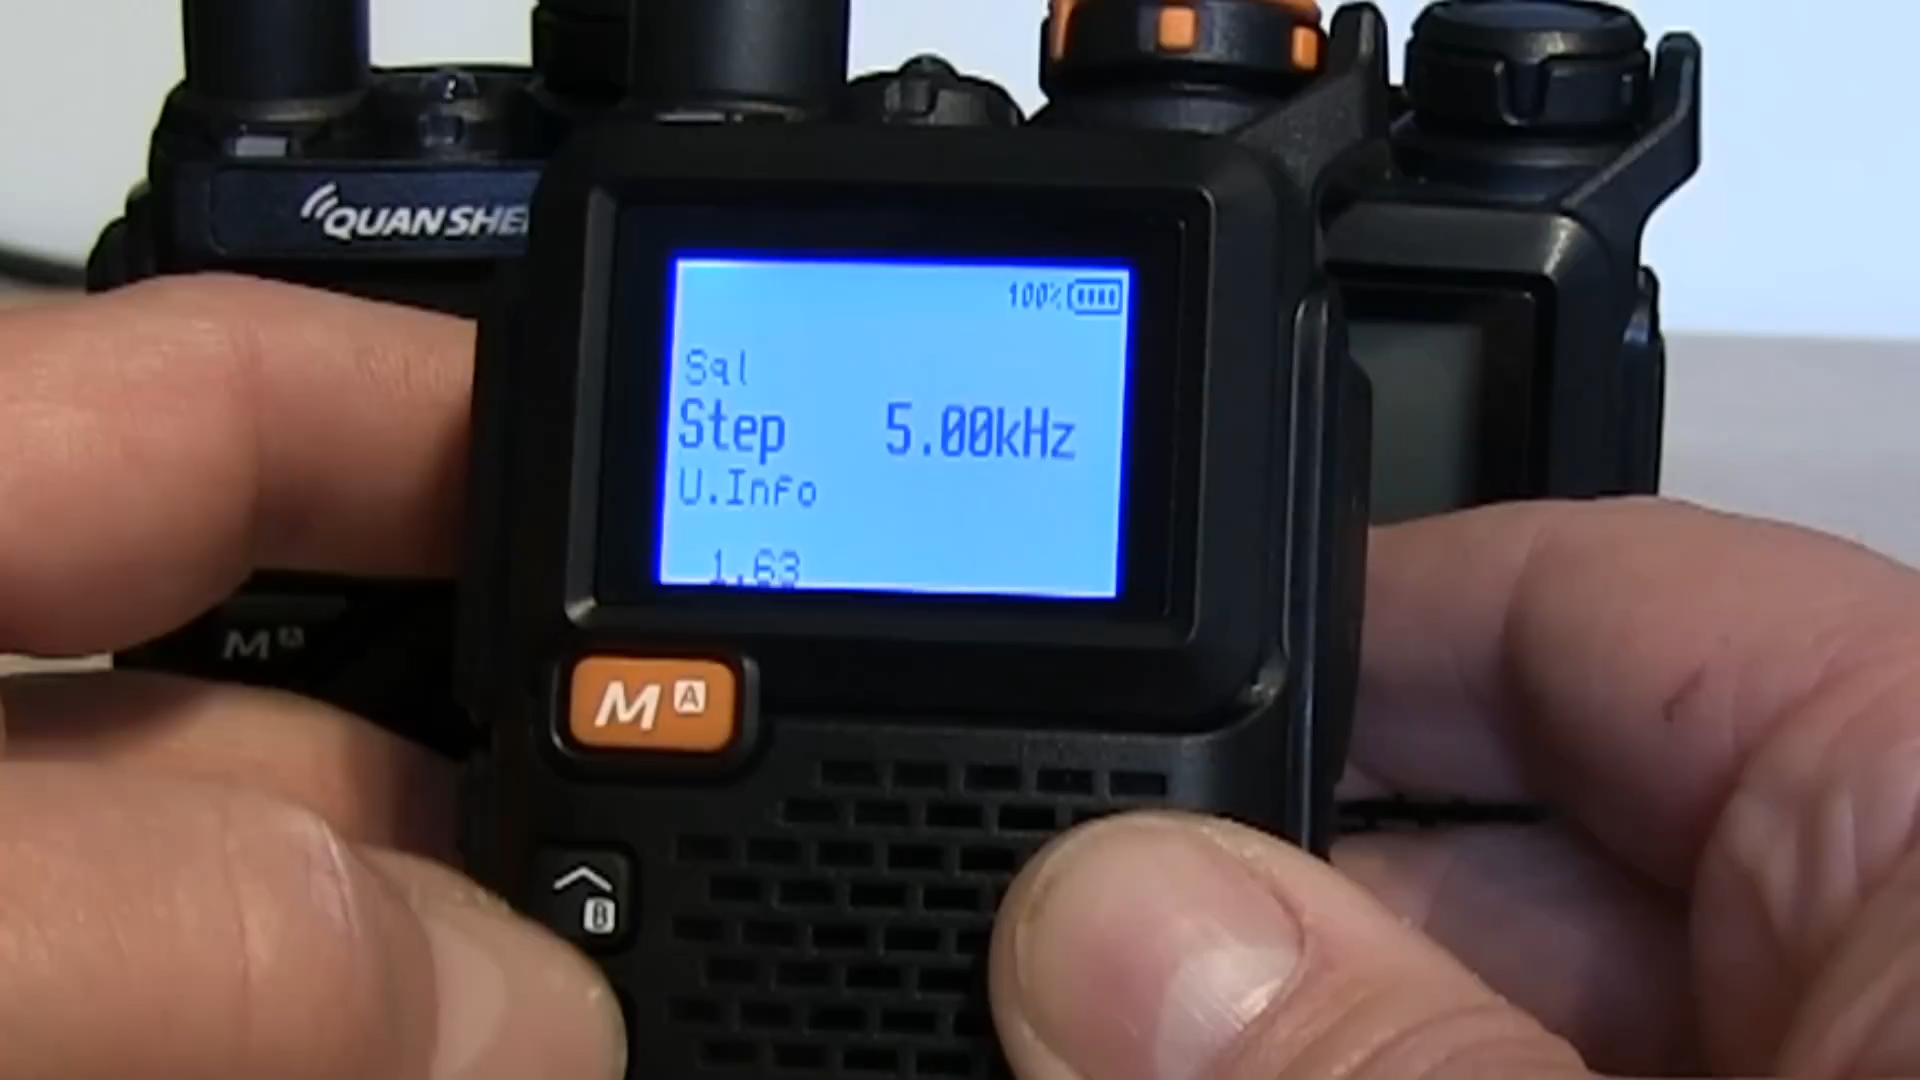 QUANSHE
100%
Sql
Step 5.00kHz
U.Info
1.63
M A
M A
B